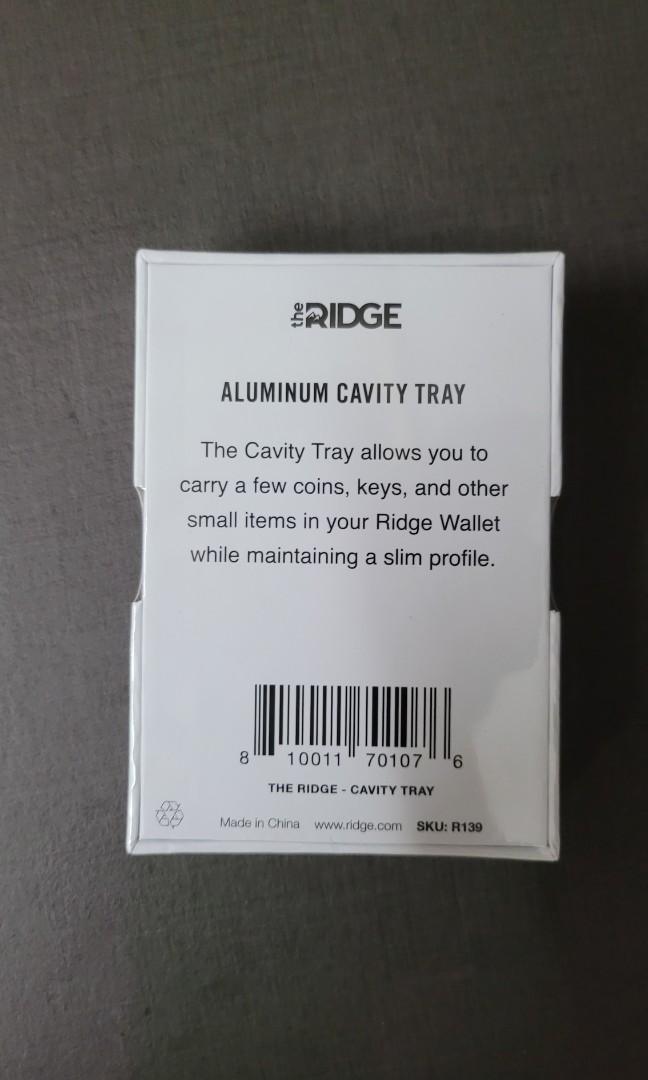 the RIDGE
ALUMINUM CAVITY TRAY
The Cavity Tray allows you to
carry a few coins, keys, and other
small items in your Ridge Wallet
while maintaining a slim profile.
8 10011 70107 6
THE RIDGE - CAVITY TRAY
Made in China www.ridge.com SKU: R139